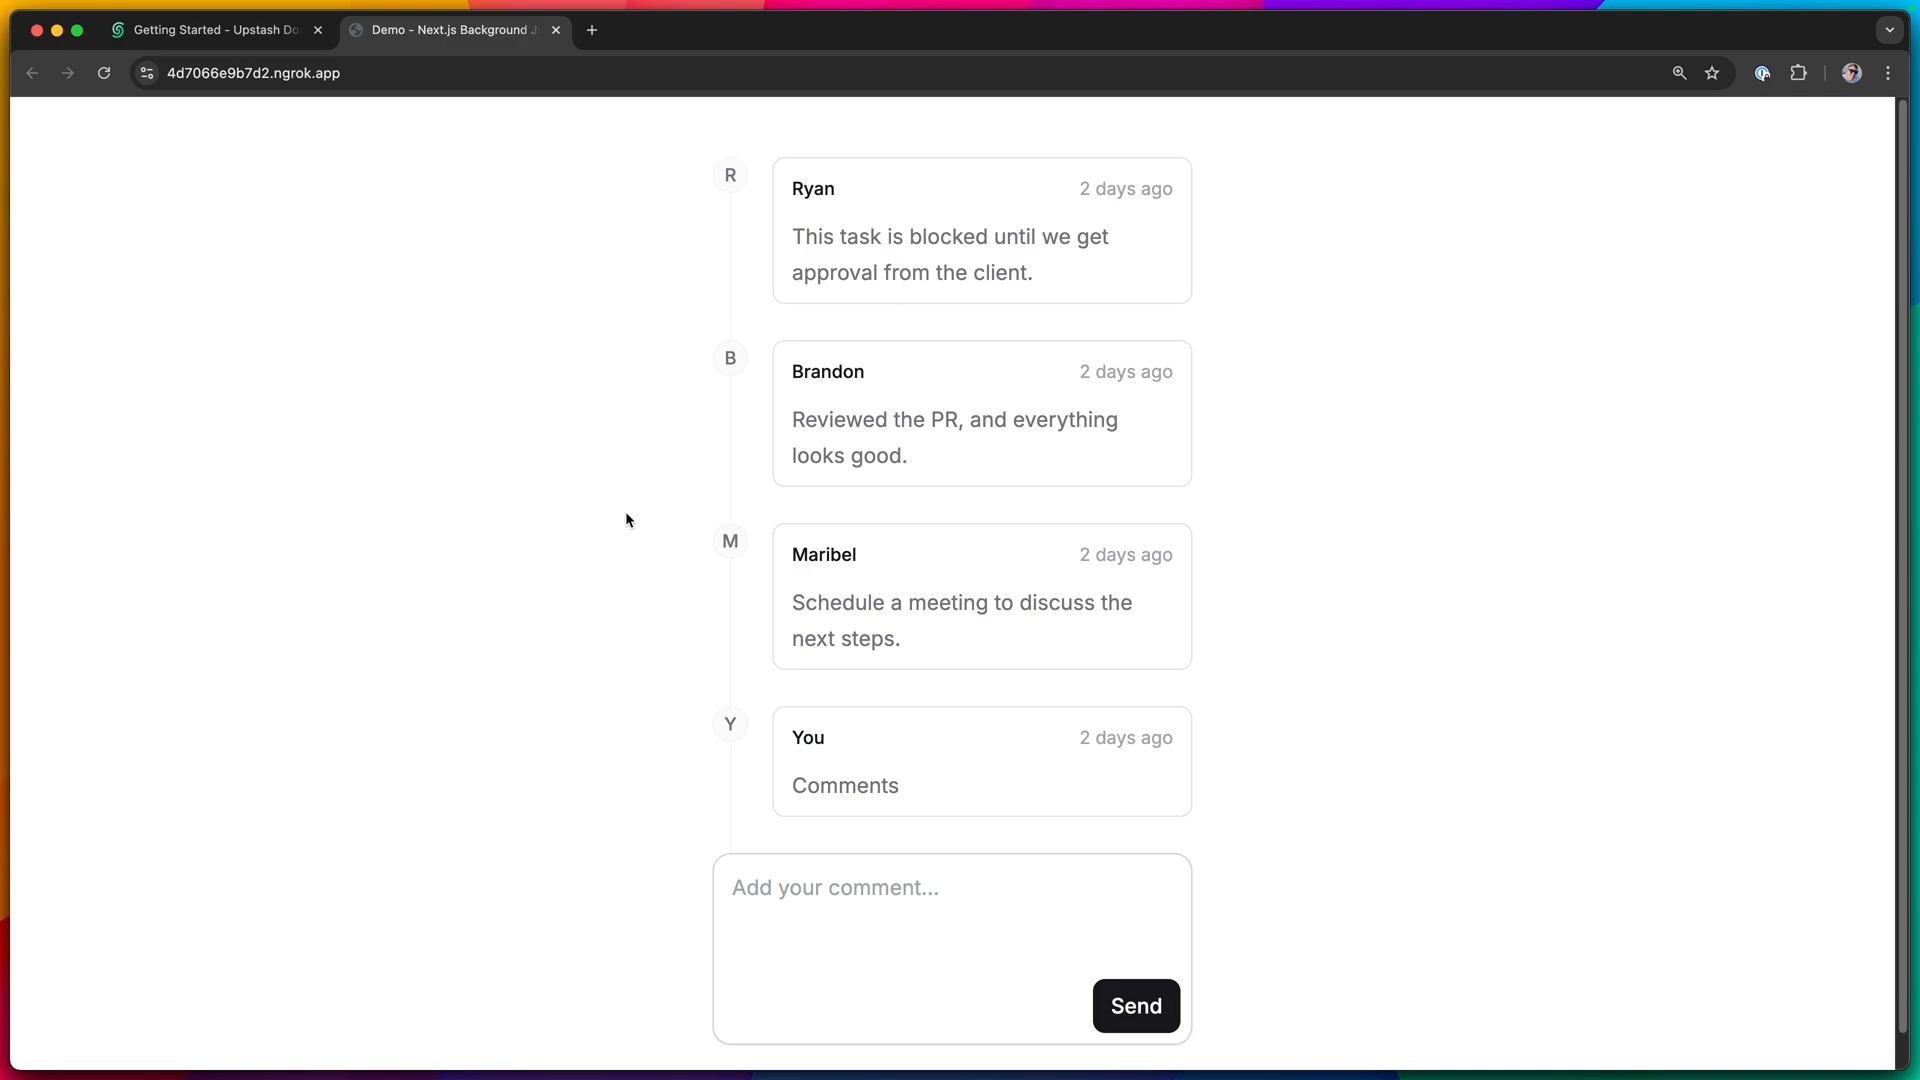 Getting Started - Upstash Do
Demo - Next.js Background J
4d7066e9b7d2.ngrok.app
R
Ryan
2 days ago
This task is blocked until we get
approval from the client.
B
Brandon
2 days ago
Reviewed the PR, and everything
looks good.
M
Maribel
2 days ago
Schedule a meeting to discuss the
next steps.
Y
You
2 days ago
Comments
Add your comment...
Send